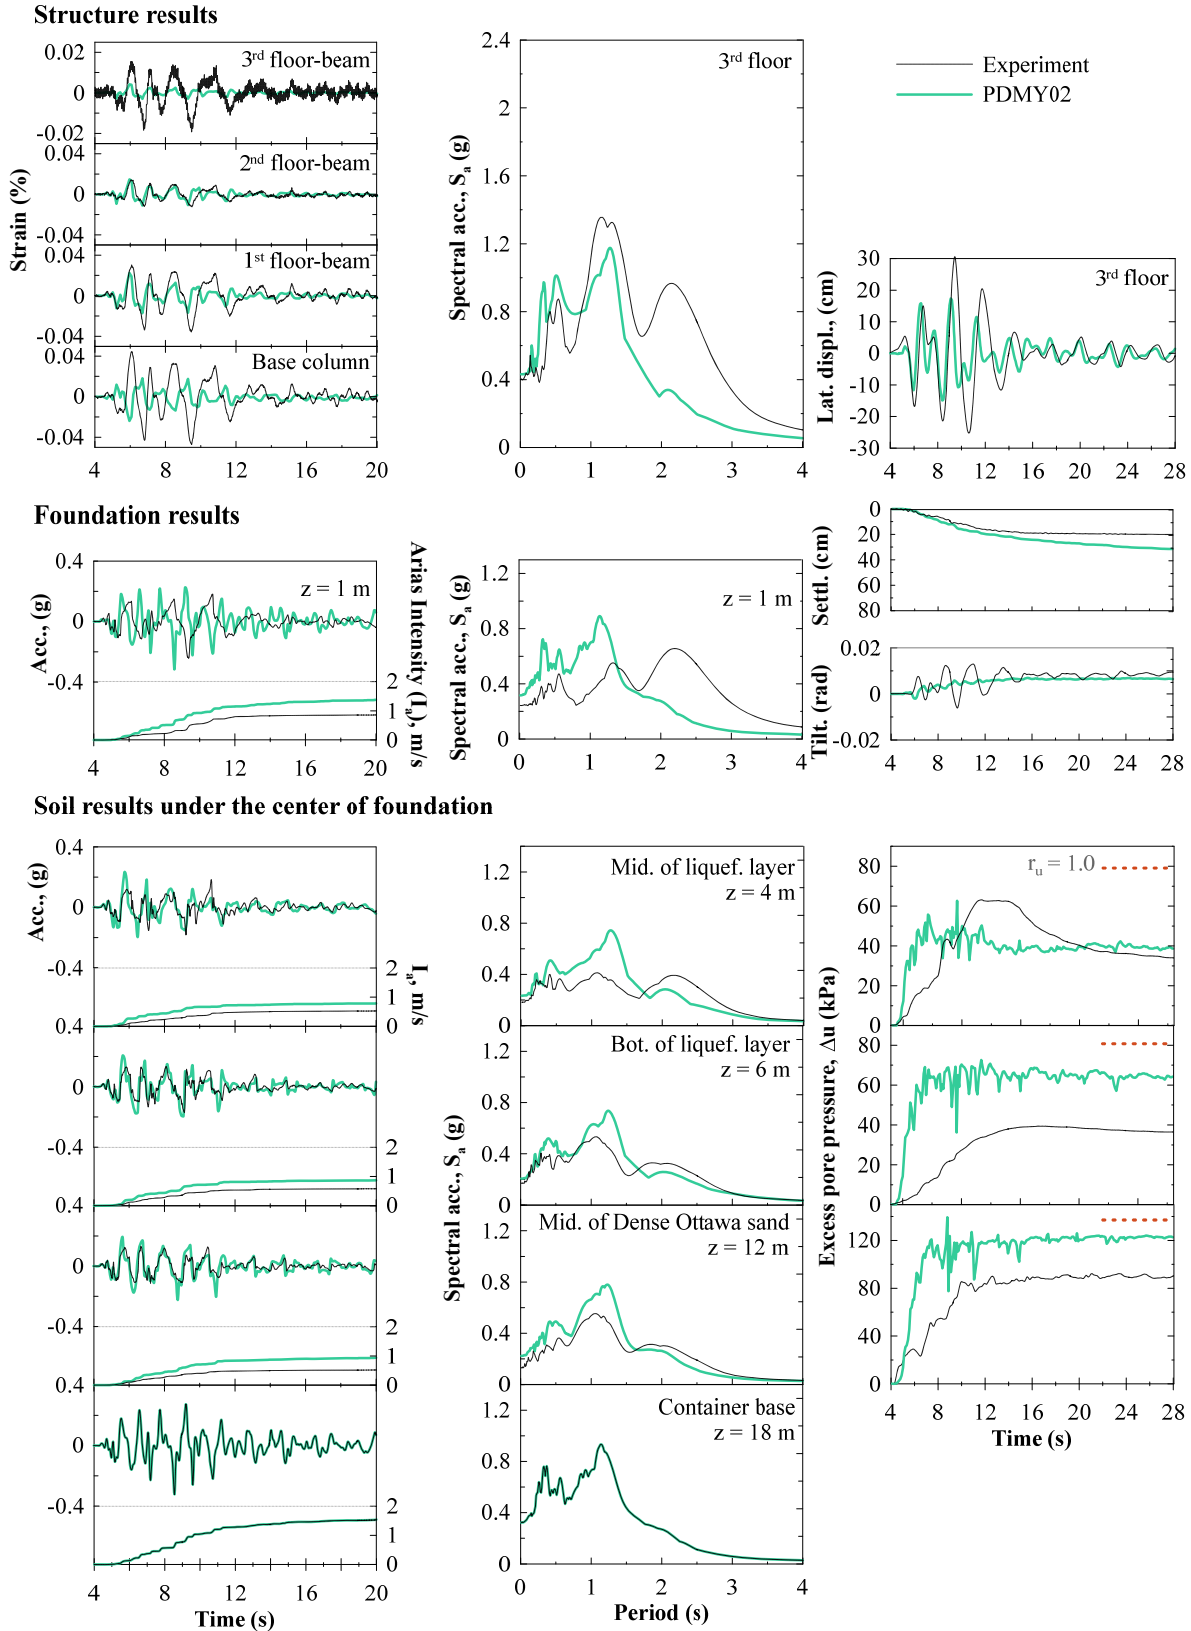 Structure results
Strain (%)
0.02
0
-0.02
3rd floor-beam
0.04
0
-0.04
2nd floor-beam
0.04
0
-0.04
1st floor-beam
0.04
0
-0.04
Base column
4 8 12 16 20
Spectral acc., Sa (g)
2.4
2
1.6
1.2
0.8
0.4
0
3rd floor
0 1 2 3 4
Experiment
PDMY02
Lat. displ., (cm)
30
20
10
0
-10
-20
-30
3rd floor
4 8 12 16 20 24 28
Foundation results
Acc., (g)
0.4
0
-0.4
z = 1 m
Arias Intensity (Ia), m/s
2
1
0
4 8 12 16 20
Spectral acc., Sa (g)
1.2
0.8
0.4
0
z = 1 m
0 1 2 3 4
Settl. (cm)
0
20
40
60
80
Tilt. (rad)
0.02
0
-0.02
4 8 12 16 20 24 28
Soil results under the center of foundation
Acc., (g)
0.4
0
-0.4
Ia, m/s
2
1
0
0.4
0
-0.4
2
1
0
0.4
0
-0.4
2
1
0
0.4
0
-0.4
2
1
0
4 8 12 16 20
Time (s)
Spectral acc., Sa (g)
1.2
0.8
0.4
0
Mid. of liquef. layer
z = 4 m
1.2
0.8
0.4
0
Bot. of liquef. layer
z = 6 m
1.2
0.8
0.4
0
Mid. of Dense Ottawa sand
z = 12 m
1.2
0.8
0.4
0
Container base
z = 18 m
0 1 2 3 4
Period (s)
Excess pore pressure, Δu (kPa)
80
60
40
20
0
ru = 1.0
80
60
40
20
0
120
80
40
0
4 8 12 16 20 24 28
Time (s)